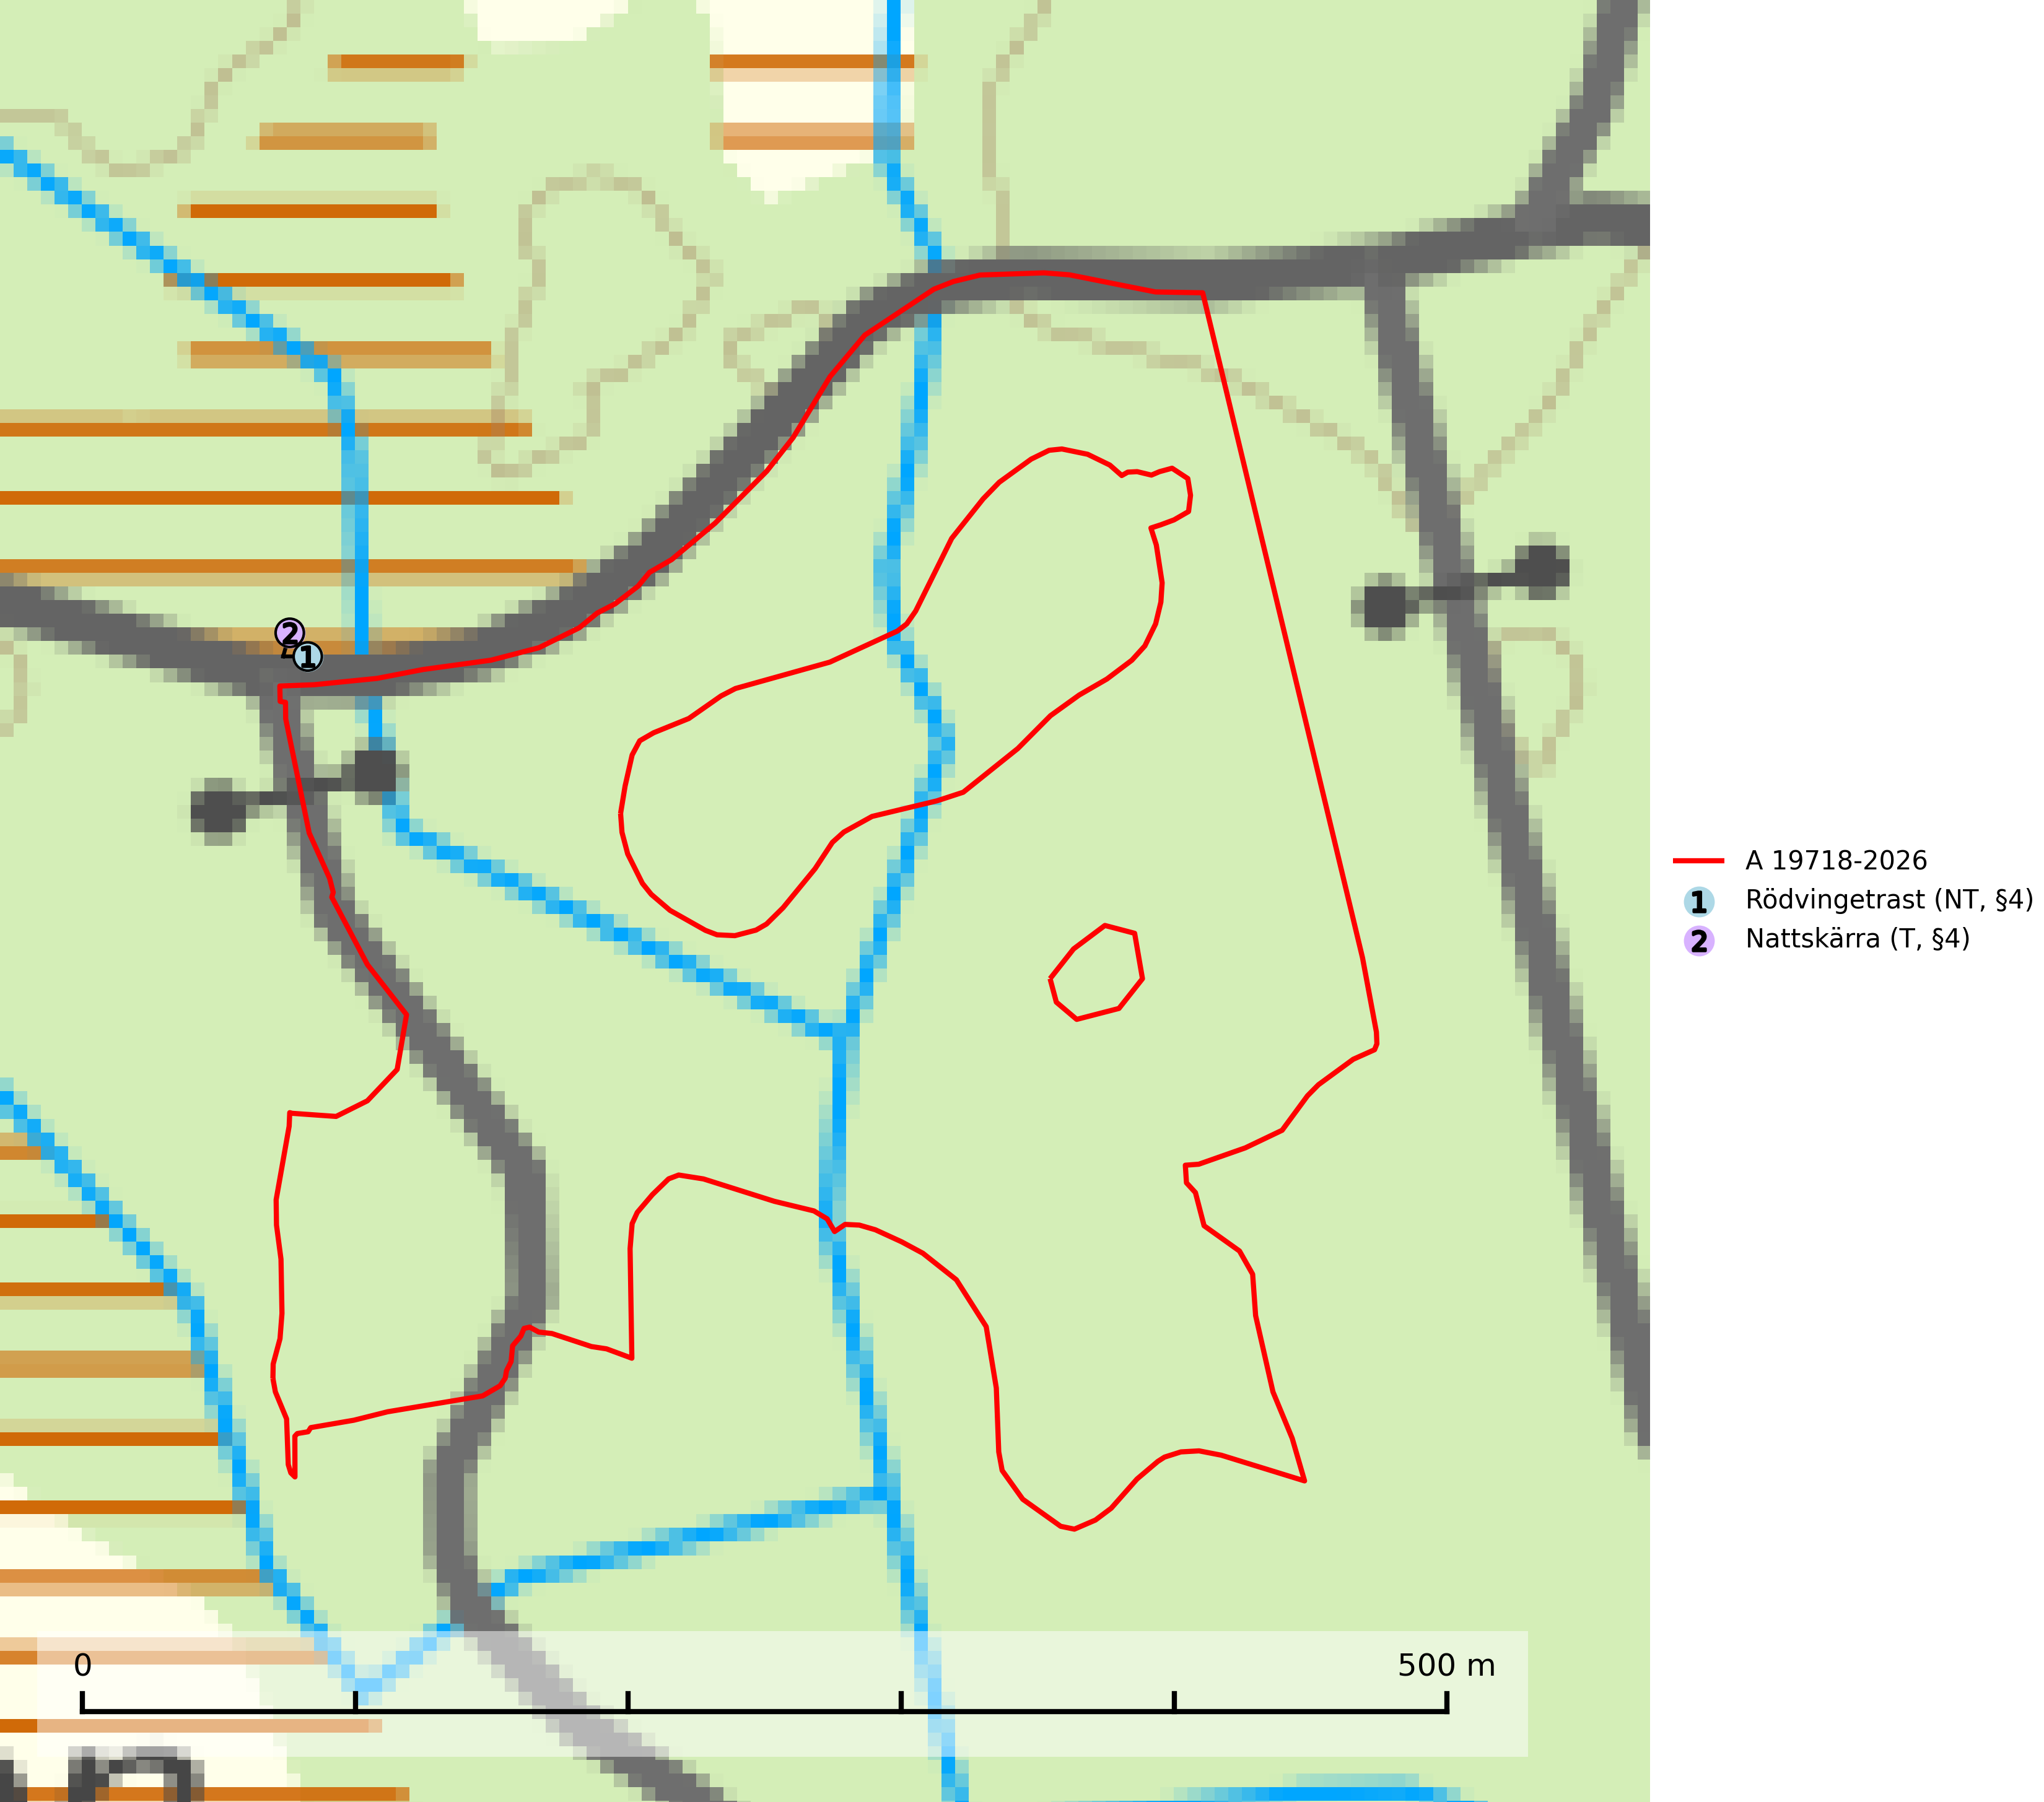 2
1
A 19718-2026
1 Rödvingetrast (NT, §4)
2 Nattskärra (T, §4)
0 500 m